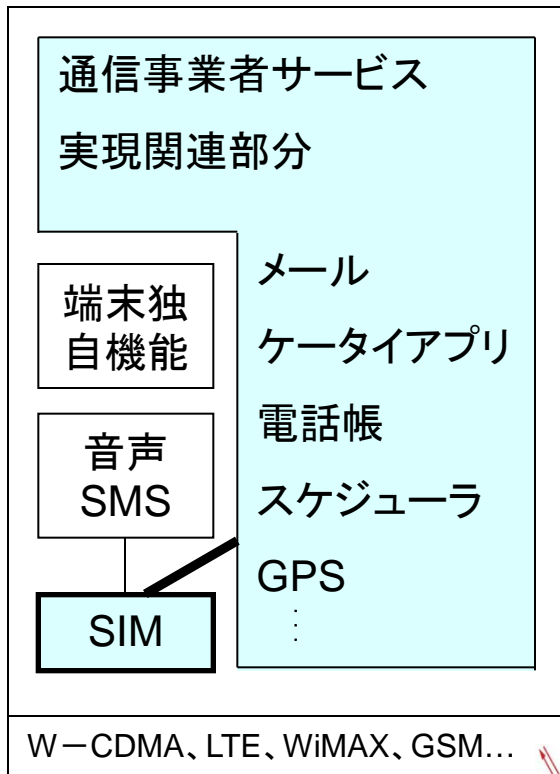 通信事業者サービス
実現関連部分
端末独
自機能
音声
SMS
SIM
メール
ケータイアプリ
電話帳
スケジューラ
GPS
⋮
W－CDMA、LTE、WiMAX、GSM…